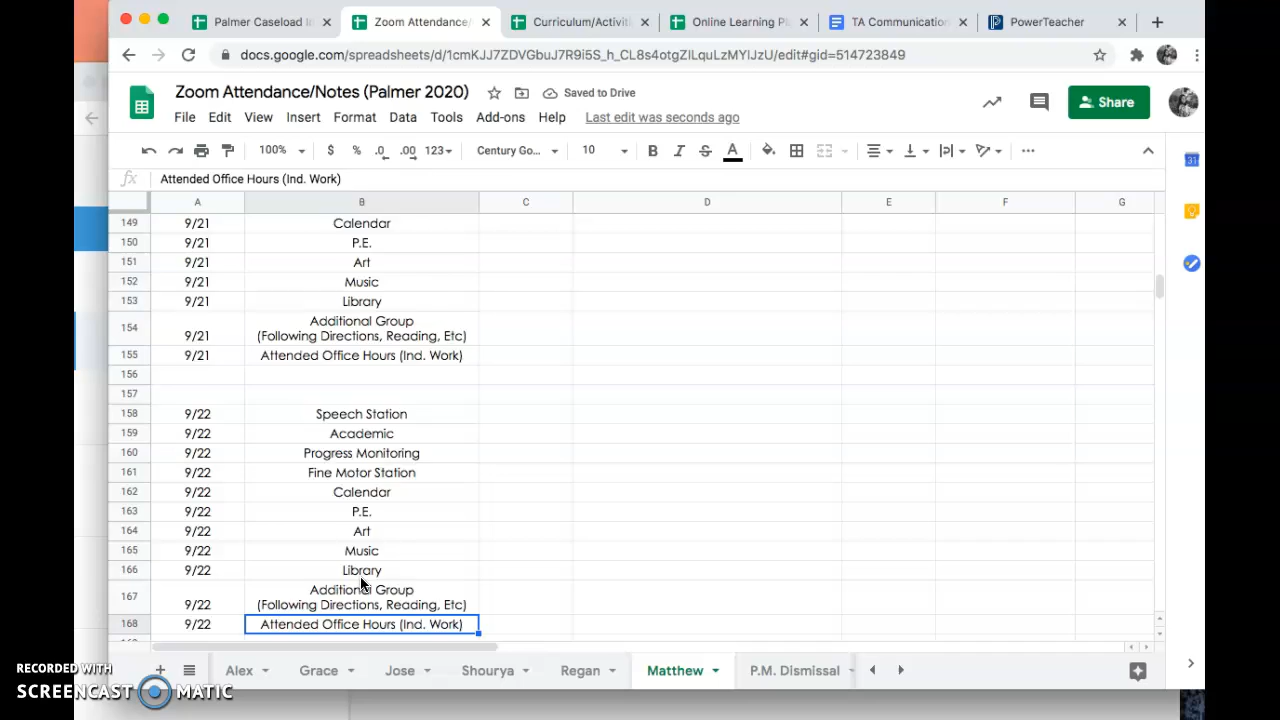 Palmer Caseload I
Zoom Attendance/
Curriculum/Activiti
Online Learning Pl
TA Communication
PowerTeacher
docs.google.com/spreadsheets/d/1cmKJJ7ZDVGbuJ7R9i5S_h_CL8s4otgZILquLzMYIJzU/edit#gid=514723849
Zoom Attendance/Notes (Palmer 2020)
Saved to Drive
Share
File Edit View Insert Format Data Tools Add-ons Help Last edit was seconds ago
100% $ % .0 .00 123 Century Go... 10 B I S A
fx Attended Office Hours (Ind. Work)
A B C D E F G
149 9/21 Calendar
150 9/21 P.E.
151 9/21 Art
152 9/21 Music
153 9/21 Library
154 9/21 Additional Group
(Following Directions, Reading, Etc)
155 9/21 Attended Office Hours (Ind. Work)
156
157
158 9/22 Speech Station
159 9/22 Academic
160 9/22 Progress Monitoring
161 9/22 Fine Motor Station
162 9/22 Calendar
163 9/22 P.E.
164 9/22 Art
165 9/22 Music
166 9/22 Library
167 9/22 Additional Group
(Following Directions, Reading, Etc)
168 9/22 Attended Office Hours (Ind. Work)
Alex Grace Jose Shourya Regan Matthew P.M. Dismissal
RECORDED WITH
SCREENCAST MATIC